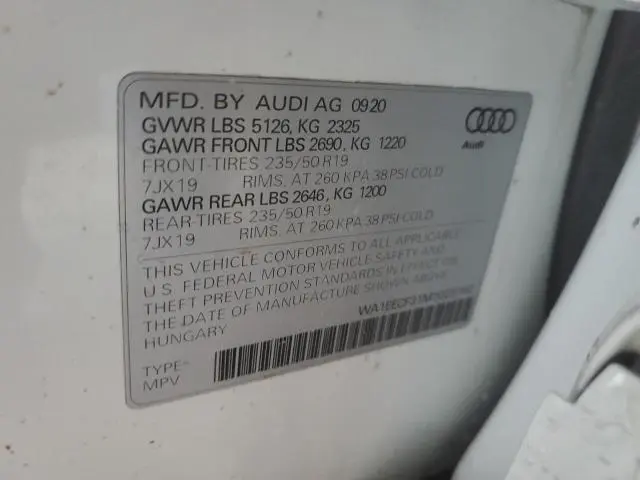 MFD. BY AUDI AG 0920
GVWR LBS 5126, KG 2325
GAWR FRONT LBS 2690, KG 1220
FRONT-TIRES 235/50 R19
7JX19 RIMS, AT 260 KPA 38 PSI COLD
GAWR REAR LBS 2646, KG 1200
REAR-TIRES 235/50 R19
7JX19 RIMS, AT 260 KPA 38 PSI COLD
THIS VEHICLE CONFORMS TO ALL APPLICABLE
U.S. FEDERAL MOTOR VEHICLE SAFETY AND
THEFT PREVENTION STANDARDS IN EFFECT ON
THE DATE OF MANUFACTURE SHOWN ABOVE.
HUNGARY
TYPE-
MPV
Audi